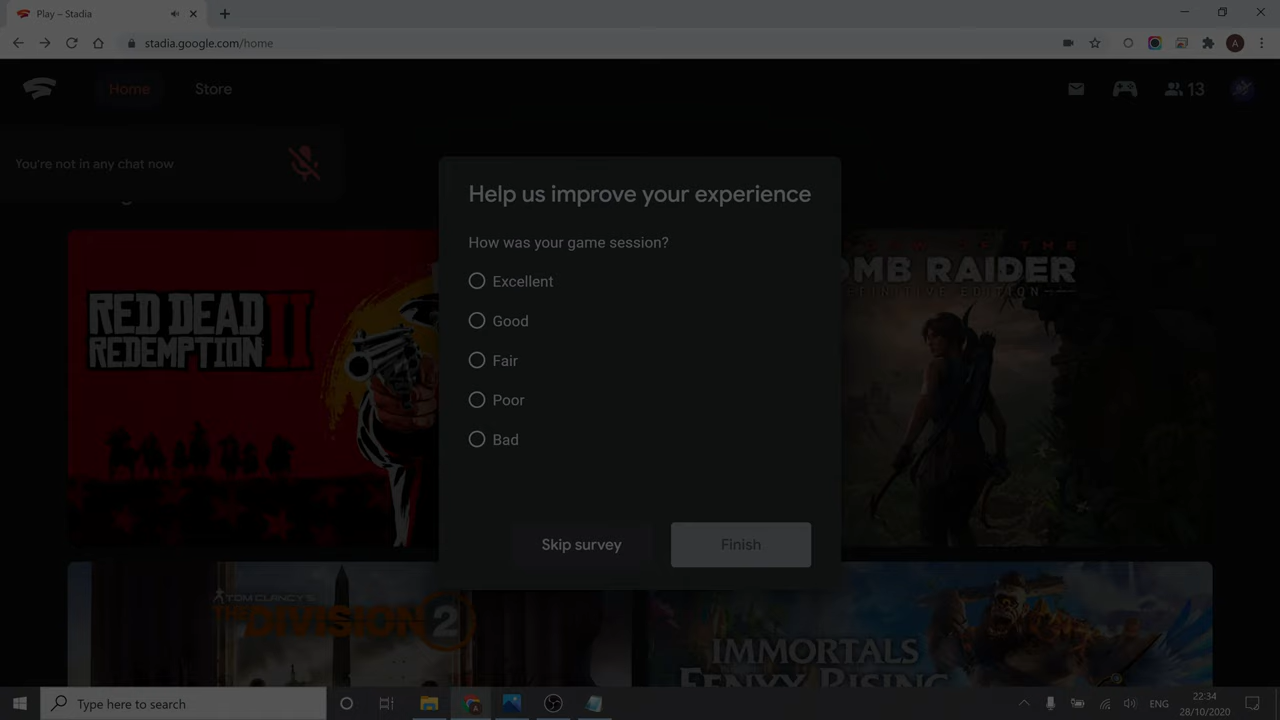 Play – Stadia
stadia.google.com/home
A
Home
Store
13
You're not in any chat now
Help us improve your experience
How was your game session?
Excellent
Good
Fair
Poor
Bad
Skip survey
Finish
RED DEAD
REDEMPTION II
SHADOW OF THE
TOMB RAIDER
DEFINITIVE EDITION
TOM CLANCY'S
THE DIVISION 2
IMMORTALS
FENYX RISING
Type here to search
ENG
22:34
28/10/2020